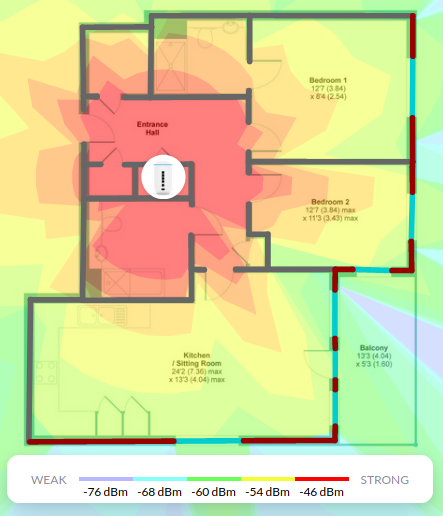 Bedroom 1
12'7 (3.84)
x 8'4 (2.54)
Entrance
Hall
Bedroom 2
12'7 (3.84) max
x 11'3 (3.43) max
Kitchen
/ Sitting Room
24'2 (7.36) max
x 13'3 (4.04) max
Balcony
13'3 (4.04)
x 5'3 (1.60)
WEAK
-76 dBm
-68 dBm
-60 dBm
-54 dBm
-46 dBm
STRONG